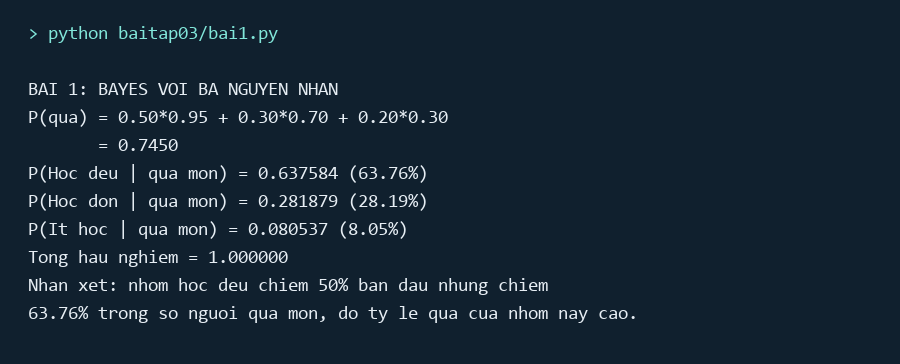 > python baitap03/bai1.py
BAI 1: BAYES VOI BA NGUYEN NHAN
P(qua) = 0.50*0.95 + 0.30*0.70 + 0.20*0.30
= 0.7450
P(Hoc deu | qua mon) = 0.637584 (63.76%)
P(Hoc don | qua mon) = 0.281879 (28.19%)
P(It hoc | qua mon) = 0.080537 (8.05%)
Tong hau nghiem = 1.000000
Nhan xet: nhom hoc deu chiem 50% ban dau nhung chiem
63.76% trong so nguoi qua mon, do ty le qua cua nhom nay cao.